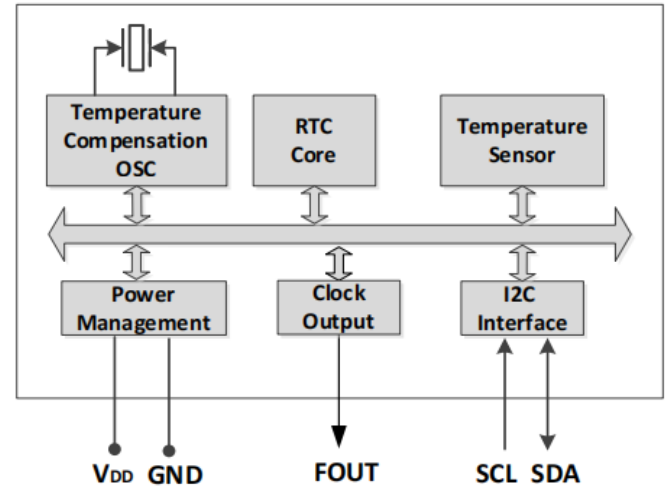 Temperature
Compensation
OSC
RTC
Core
Temperature
Sensor
Power
Management
Clock
Output
I2C
Interface
VDD GND
FOUT
SCL SDA